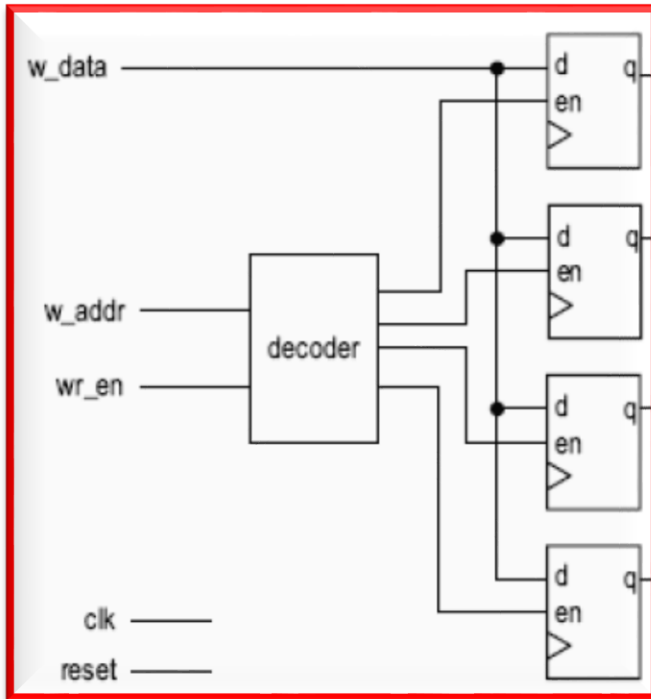 w_data
d q
en
d q
en
w_addr
decoder
wr_en
d q
en
d q
en
clk
reset